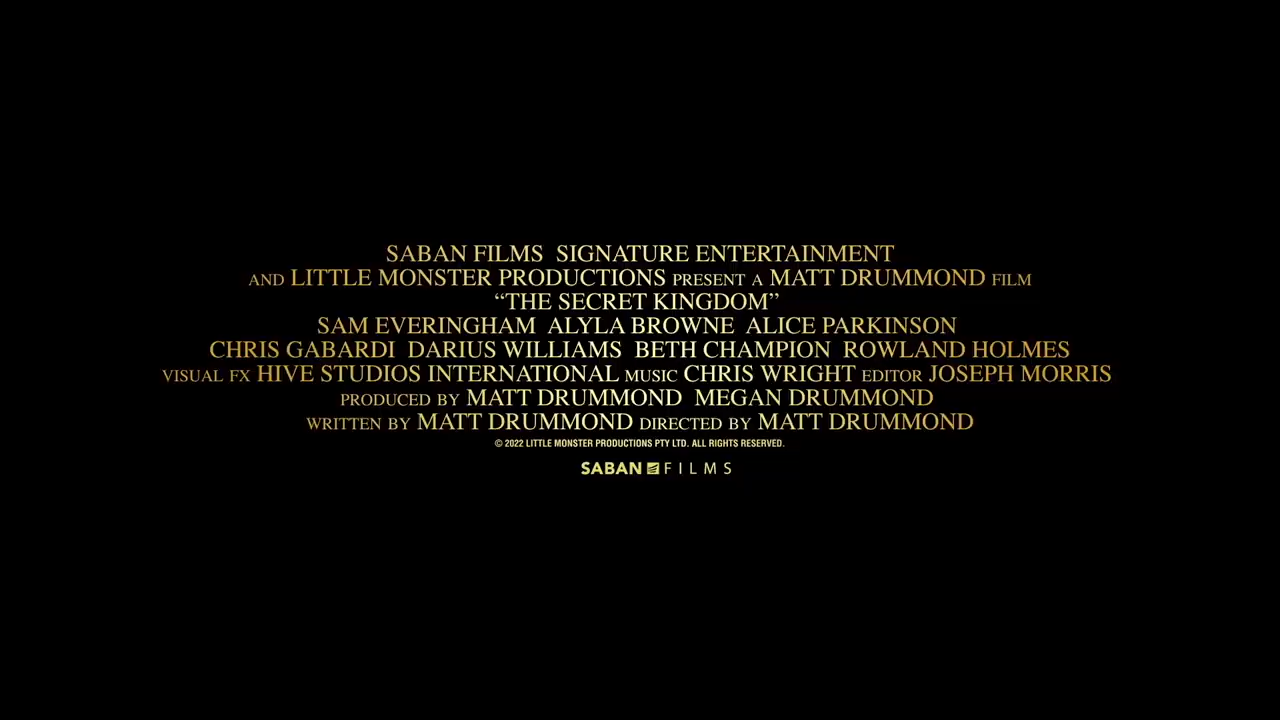 SABAN FILMS SIGNATURE ENTERTAINMENT
AND LITTLE MONSTER PRODUCTIONS PRESENT A MATT DRUMMOND FILM
“THE SECRET KINGDOM”
SAM EVERINGHAM ALYLA BROWNE ALICE PARKINSON
CHRIS GABARDI DARIUS WILLIAMS BETH CHAMPION ROWLAND HOLMES
VISUAL FX HIVE STUDIOS INTERNATIONAL MUSIC CHRIS WRIGHT EDITOR JOSEPH MORRIS
PRODUCED BY MATT DRUMMOND MEGAN DRUMMOND
WRITTEN BY MATT DRUMMOND DIRECTED BY MATT DRUMMOND
© 2022 LITTLE MONSTER PRODUCTIONS PTY LTD. ALL RIGHTS RESERVED.
SABAN FILMS